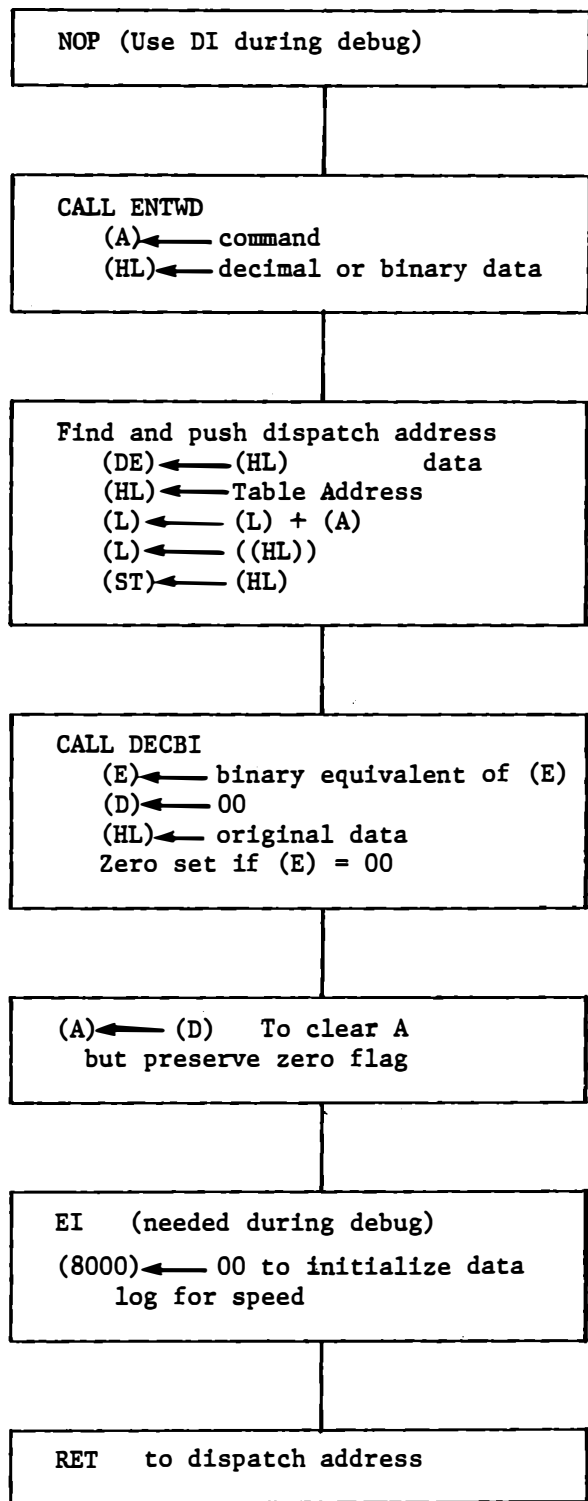 NOP (Use DI during debug)
CALL ENTWD
(A)← command
(HL)← decimal or binary data
Find and push dispatch address
(DE)← (HL) data
(HL)← Table Address
(L)← (L) + (A)
(L)← ((HL))
(ST)← (HL)
CALL DECBI
(E)← binary equivalent of (E)
(D)← 00
(HL)← original data
Zero set if (E) = 00
(A)← (D) To clear A
but preserve zero flag
EI (needed during debug)
(8000)← 00 to initialize data
log for speed
RET to dispatch address